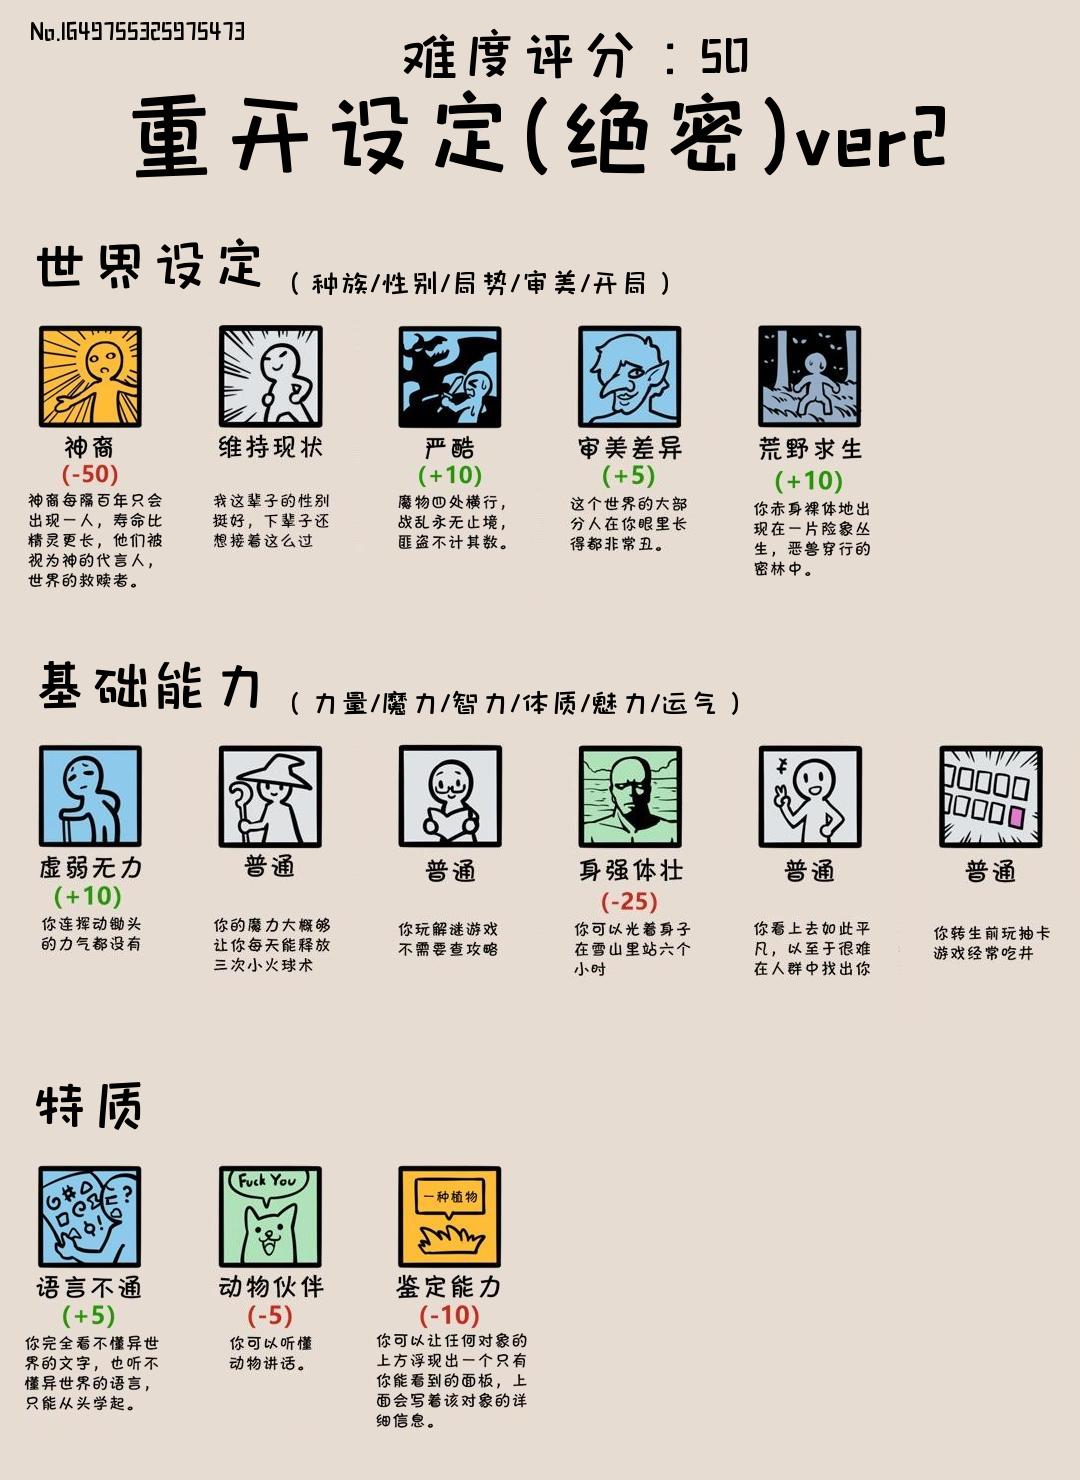 No.1649755325975473
难度评分：50
重开设定(绝密)ver2
世界设定（种族/性别/局势/审美/开局）
神裔
(-50)
神裔每隔百年只会
出现一人，寿命比
精灵更长，他们被
视为神的代言人，
世界的救赎者。
维持现状
我这辈子的性别
挺好，下辈子还
想接着这么过
严酷
(+10)
魔物四处横行，
战乱永无止境，
匪盗不计其数。
审美差异
(+5)
这个世界的大部
分人在你眼里长
得都非常丑。
荒野求生
(+10)
你赤身裸体地出
现在一片险象丛
生，恶兽穿行的
密林中。
基础能力（力量/魔力/智力/体质/魅力/运气）
虚弱无力
(+10)
你连挥动锄头
的力气都没有
普通
你的魔力大概够
让你每天能释放
三次小火球术
普通
你玩解谜游戏
不需要查攻略
身强体壮
(-25)
你可以光着身子
在雪山里站六个
小时
普通
你看上去如此平
凡，以至于很难
在人群中找出你
普通
你转生前玩抽卡
游戏经常吃井
特质
语言不通
(+5)
你完全看不懂异世
界的文字，也听不
懂异世界的语言，
只能从头学起。
Fuck You
动物伙伴
(-5)
你可以听懂
动物讲话。
一种植物
鉴定能力
(-10)
你可以让任何对象的
上方浮现出一个只有
你能看到的面板，上
面会写着该对象的详
细信息。